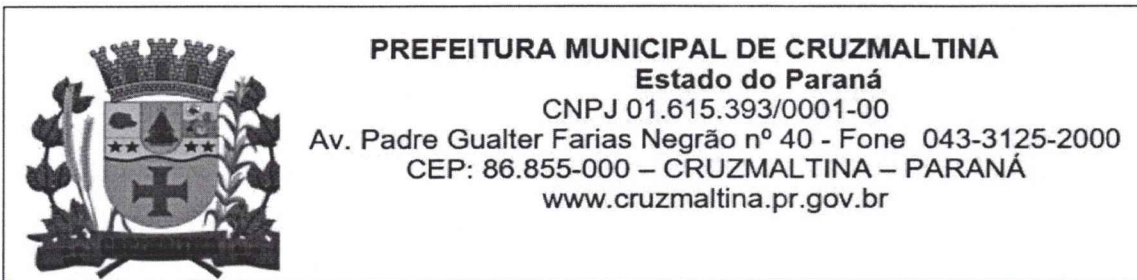 PREFEITURA MUNICIPAL DE CRUZMALTINA
Estado do Paraná
CNPJ 01.615.393/0001-00
Av. Padre Gualter Farias Negrão nº 40 - Fone 043-3125-2000
CEP: 86.855-000 – CRUZMALTINA – PARANÁ
www.cruzmaltina.pr.gov.br